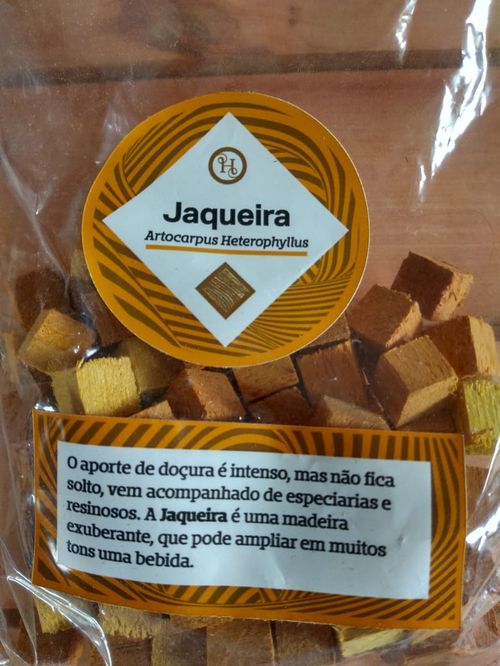 H
Jaqueira
Artocarpus Heterophyllus
O aporte de doçura é intenso, mas não fica
solto, vem acompanhado de especiarias e
resinosos. A Jaqueira é uma madeira
exuberante, que pode ampliar em muitos
tons uma bebida.